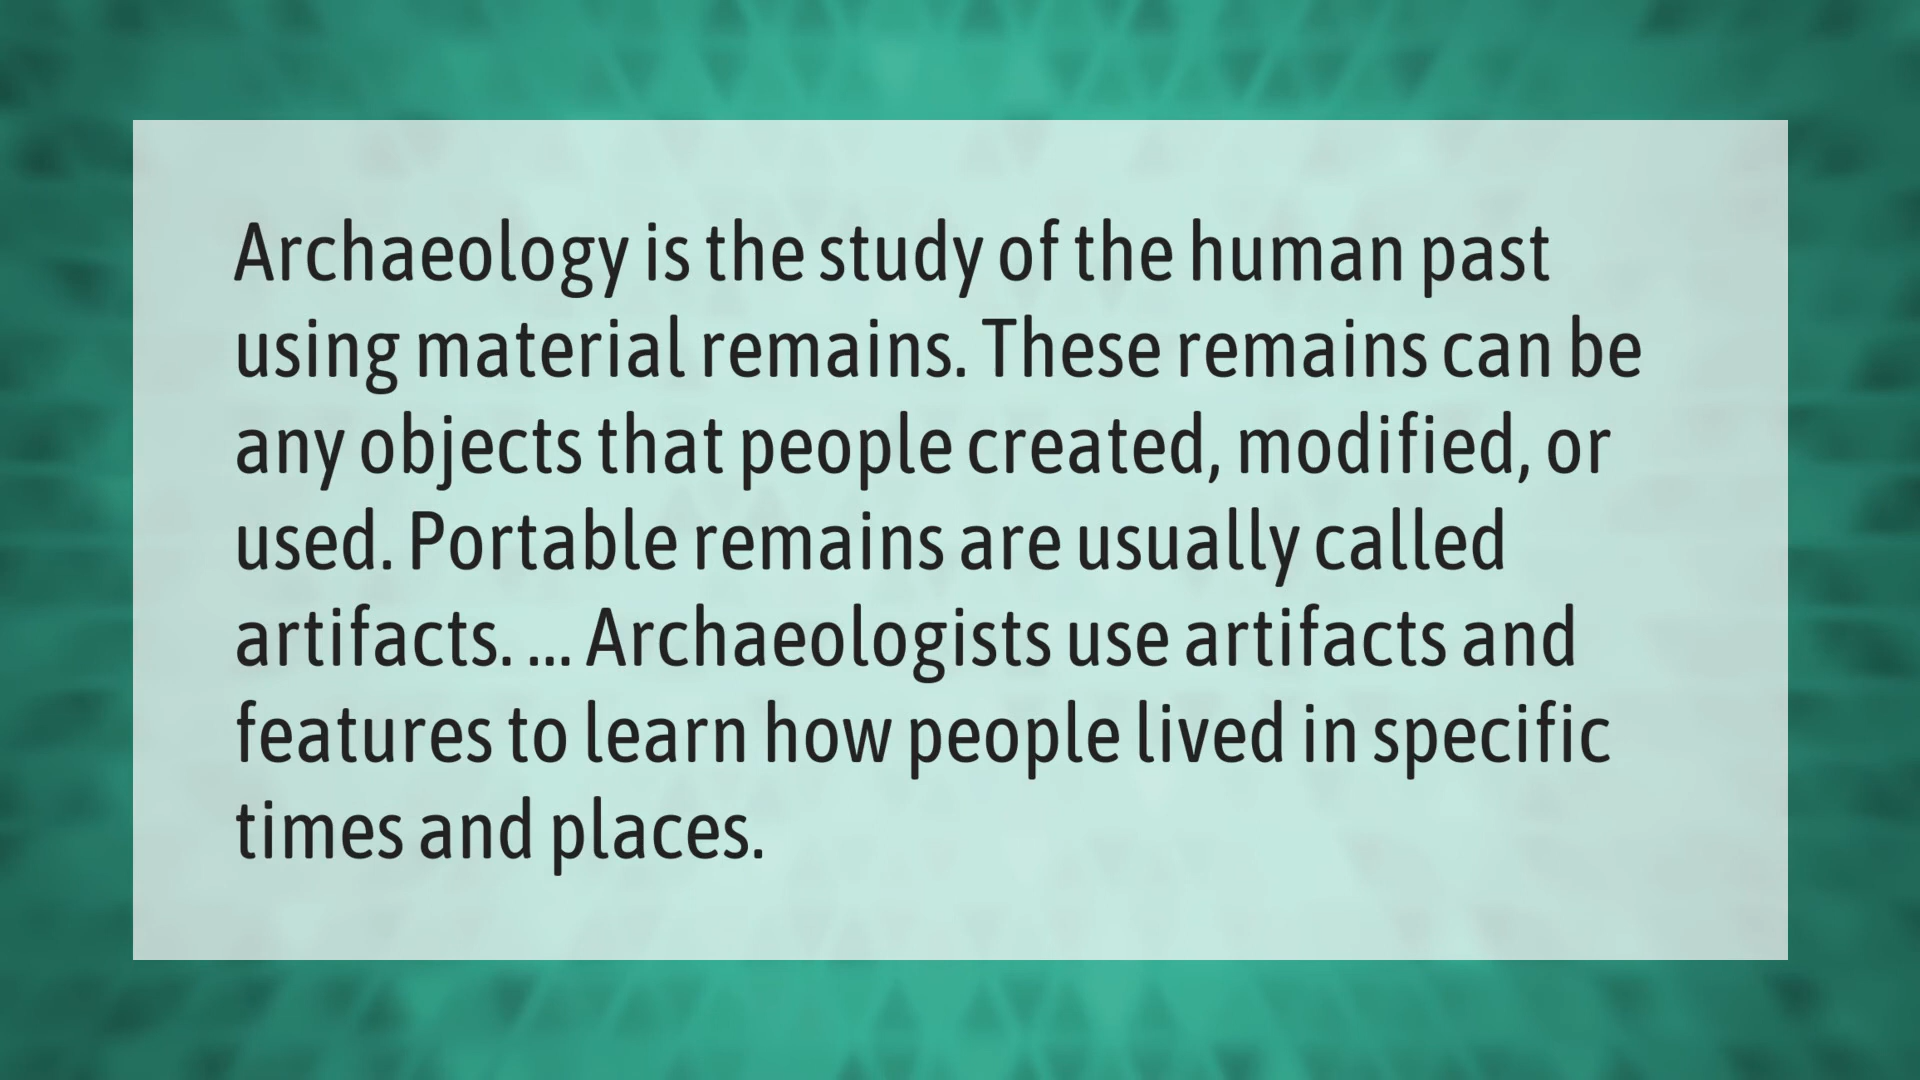 Archaeology is the study of the human past
using material remains. These remains can be
any objects that people created, modified, or
used. Portable remains are usually called
artifacts. ... Archaeologists use artifacts and
features to learn how people lived in specific
times and places.